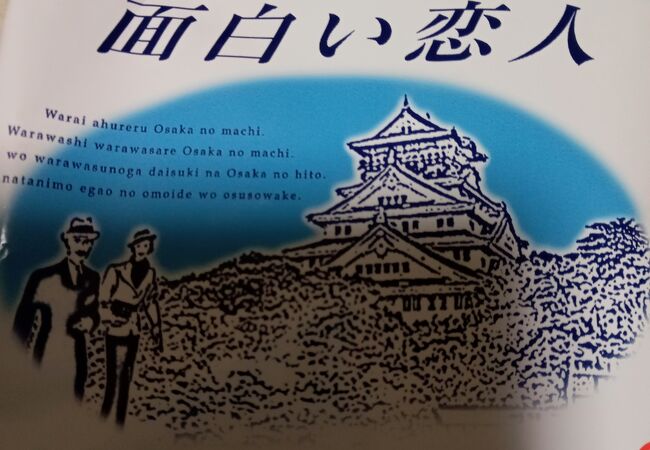 面白い恋人
Warai ahureru Osaka no machi.
Warawashi warawasare Osaka no machi.
wo warawasunoga daisuki na Osaka no hito.
natanimo egao no omoide wo osusowake.